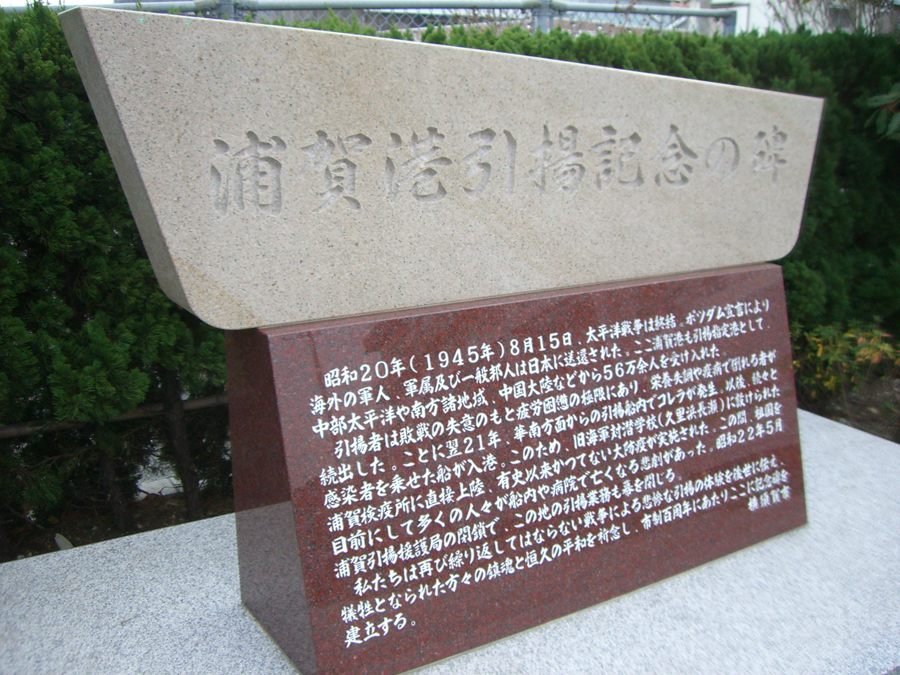 浦賀港引揚記念の碑
昭和20年(1945年)8月15日、太平洋戦争は終結。ポツダム宣言により
海外の軍人、軍属及び一般邦人は日本に送還された。ここ浦賀港も引揚指定港として、
中部太平洋や南方諸地域、中国大陸などから56万余人を受け入れた。
引揚者は敗戦の失意のもと疲労困憊の極限にあり、栄養失調や疫病で倒れる者が
続出した。ことに翌21年、華南方面からの引揚船内でコレラが発生、以後、続々と
感染者を乗せた船が入港。このため、旧海軍対潜学校(久里浜長瀬)に設けられた
浦賀検疫所に直接上陸、有史以来かつてない大防疫が実施された。この間、祖国を
目前にして多くの人々が船内や病院で亡くなる悲劇があった。昭和22年5月
浦賀引揚援護局の閉鎖で、この地の引揚業務も幕を閉じる。
私たちは再び繰り返してはならない戦争による悲惨な引揚の体験を後世に伝え、
犠牲となられた方々の鎮魂と恒久の平和を祈念し、市制百周年にあたりここに記念碑を
建立する。
横須賀市